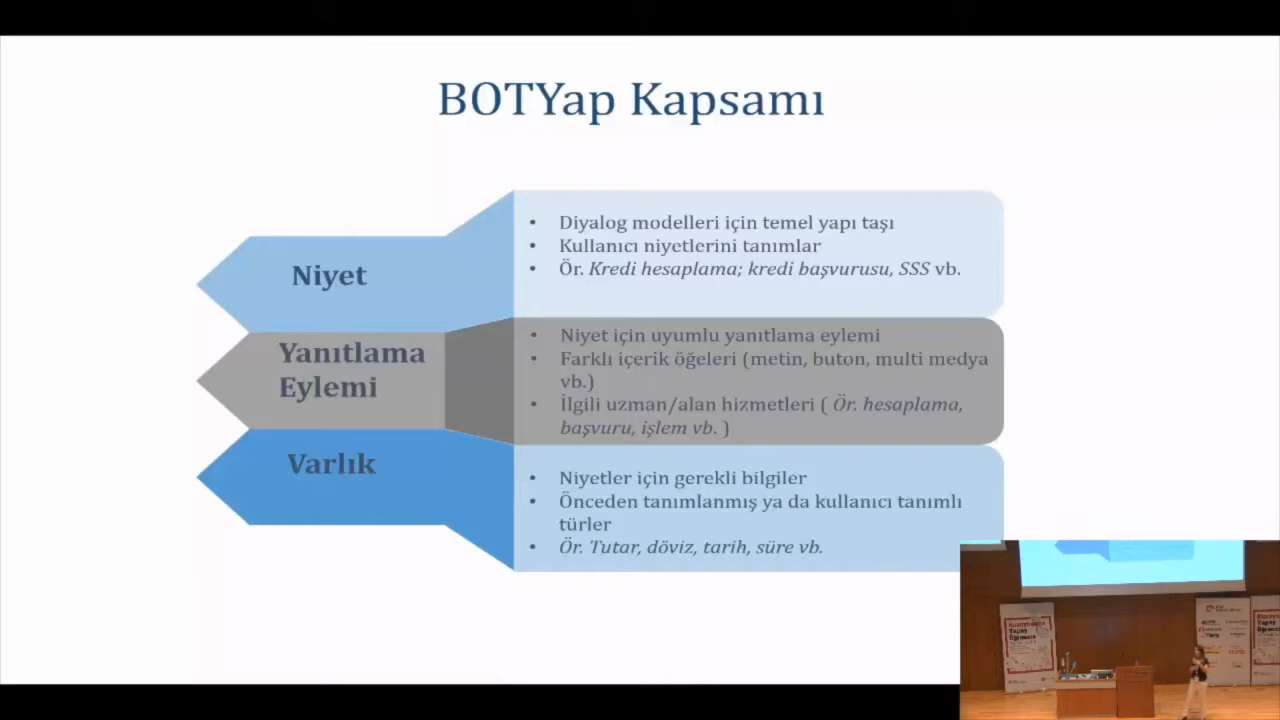 BOTYap Kapsamı
Niyet
• Diyalog modelleri için temel yapı taşı
• Kullanıcı niyetlerini tanımlar
• Ör. Kredi hesaplama; kredi başvurusu, SSS vb.
Yanıtlama
Eylemi
• Niyet için uyumlu yanıtlama eylemi
• Farklı içerik öğeleri (metin, buton, multi medya
vb.)
• İlgili uzman/alan hizmetleri ( Ör. hesaplama,
başvuru, işlem vb. )
Varlık
• Niyetler için gerekli bilgiler
• Önceden tanımlanmış ya da kullanıcı tanımlı
türler
• Ör. Tutar, döviz, tarih, süre vb.
Yapay
Öğrenme